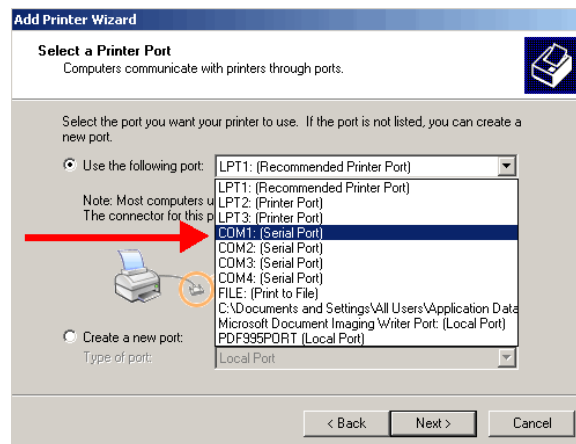 Add Printer Wizard
Select a Printer Port
Computers communicate with printers through ports.
Select the port you want your printer to use. If the port is not listed, you can create a
new port.
Use the following port: LPT1: (Recommended Printer Port)
LPT1: (Recommended Printer Port)
Note: Most computers u
LPT2: (Printer Port)
The connector for this p
LPT3: (Printer Port)
COM1: (Serial Port)
COM2: (Serial Port)
COM3: (Serial Port)
COM4: (Serial Port)
FILE: (Print to File)
C:\Documents and Settings\All Users\Application Data
Microsoft Document Imaging Writer Port: (Local Port)
Create a new port: PDF995PORT (Local Port)
Type of port: Local Port
< Back Next > Cancel